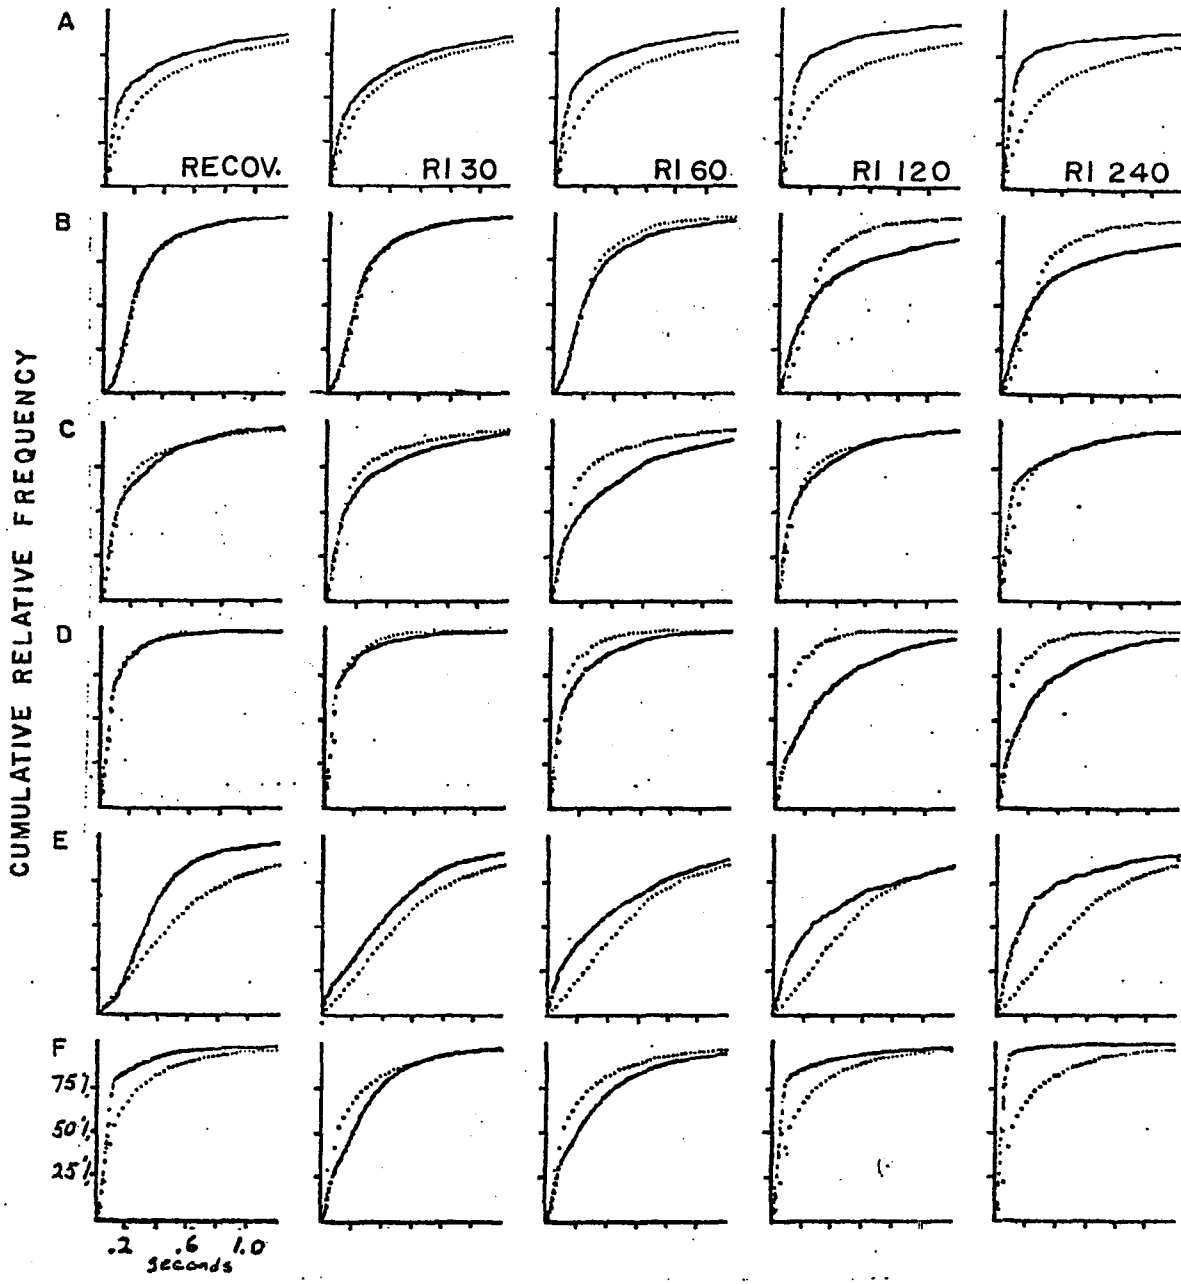 A
RECOV.
RI 30
RI 60
RI 120
RI 240
B
C
D
E
F
75%
50%
25%
CUMULATIVE RELATIVE FREQUENCY
.2 .6 1.0
seconds